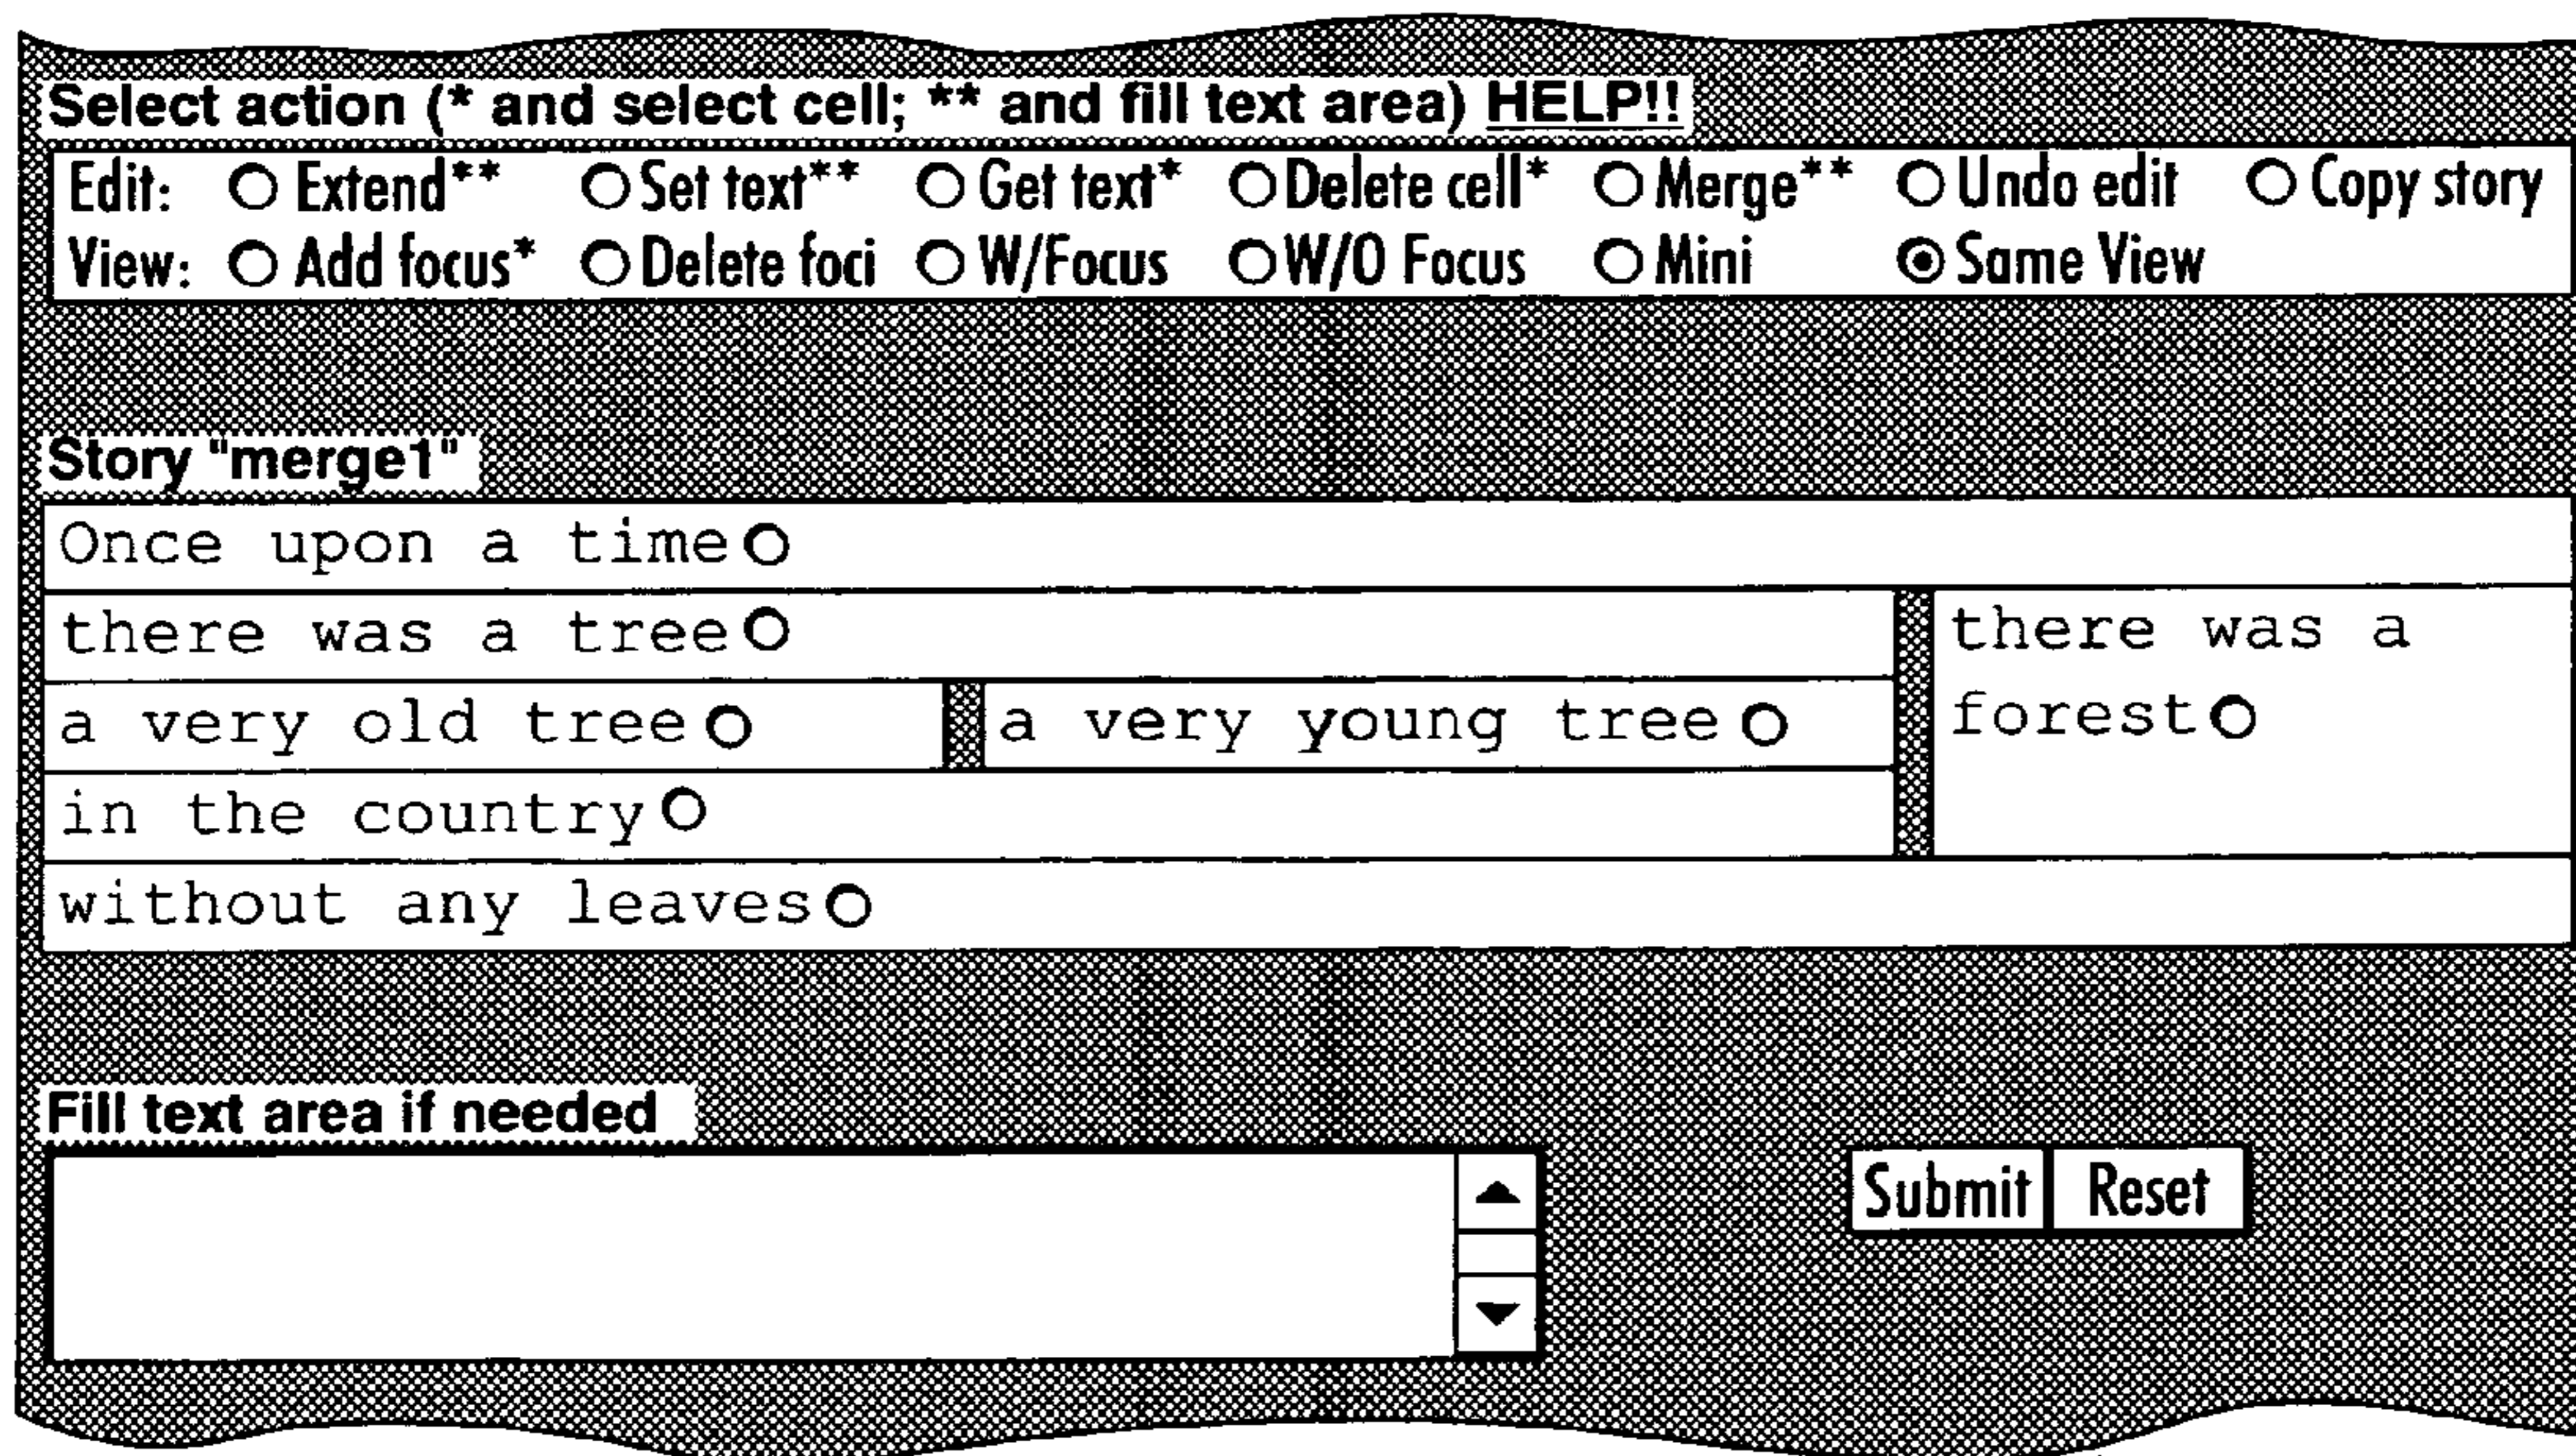 Select action (* and select cell; ** and fill text area) HELP!!
Edit: Extend** Set text** Get text* Delete cell* Merge** Undo edit Copy story
View: Add focus* Delete foci W/Focus W/O Focus Mini Same View
Story "merge1"
Once upon a time
there was a tree
there was a
forest
a very old tree
a very young tree
in the country
without any leaves
Fill text area if needed
Submit Reset